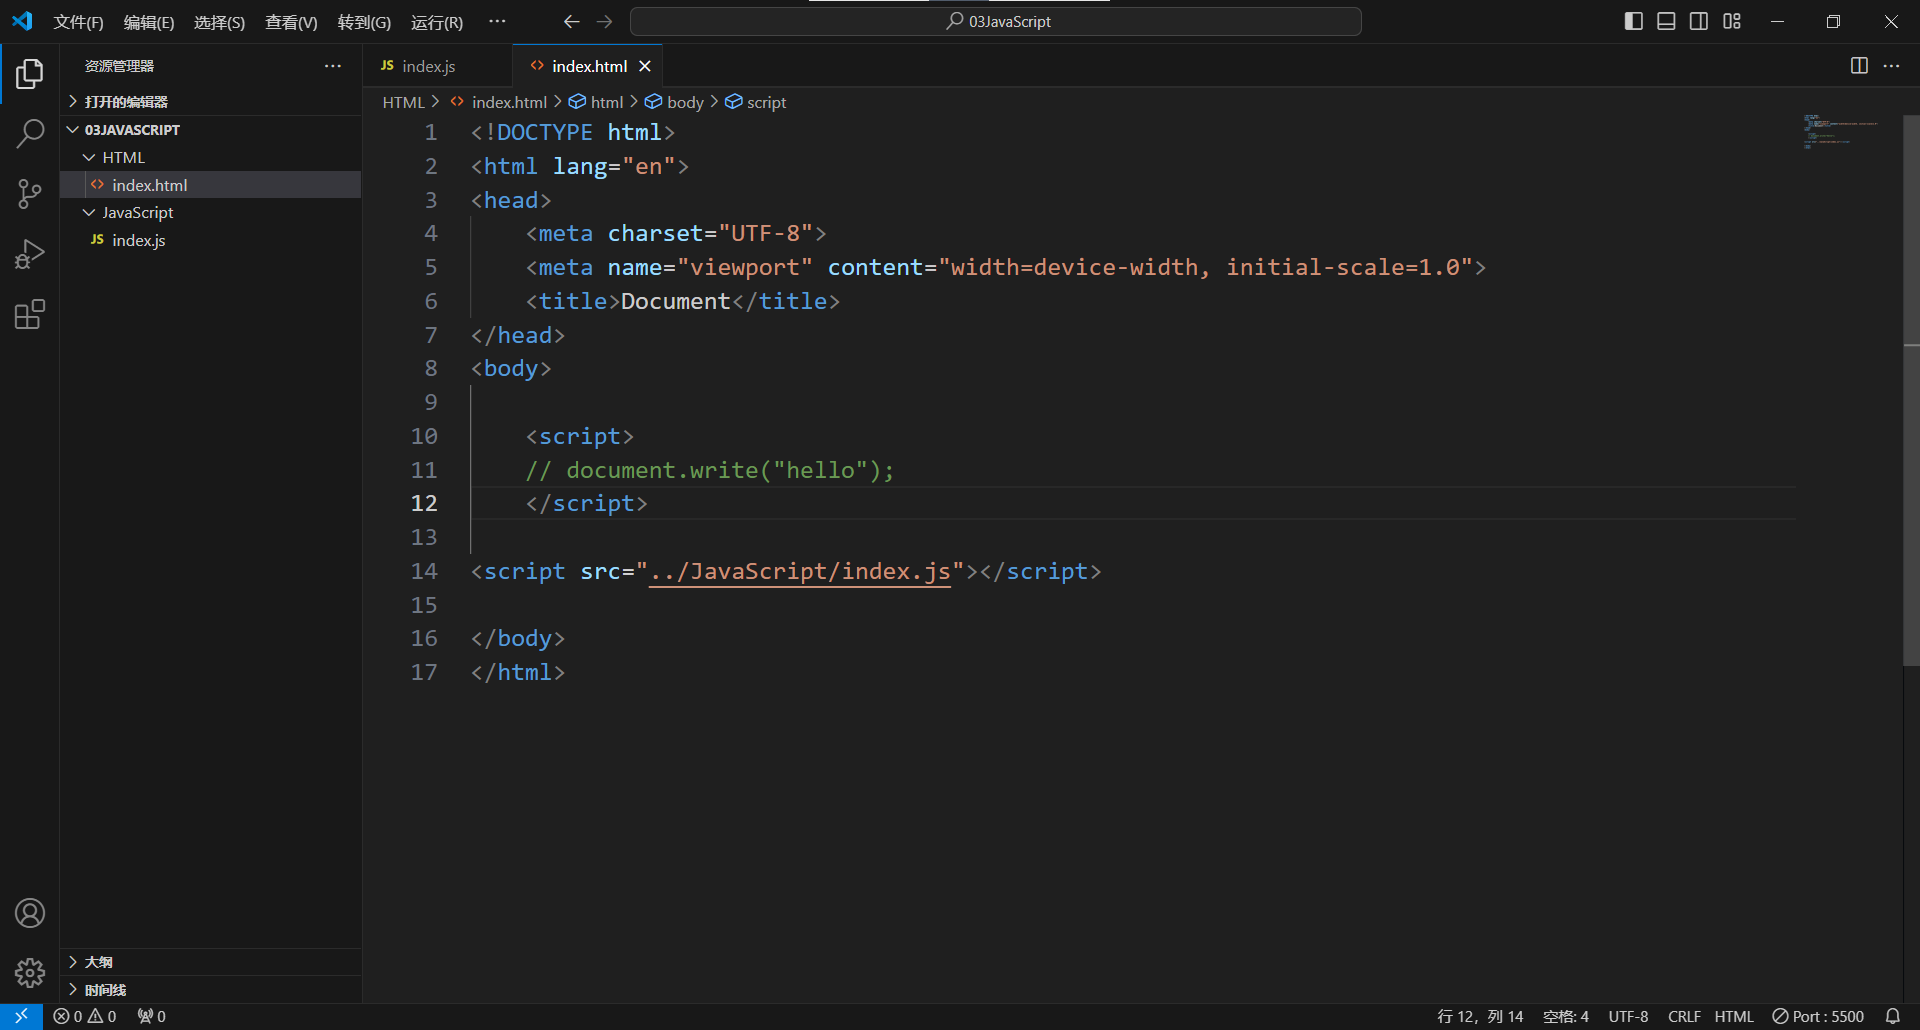 文件(F) 编辑(E) 选择(S) 查看(V) 转到(G) 运行(R) ··· 03JavaScript
资源管理器 ···
打开的编辑器
03JAVASCRIPT
HTML
<> index.html
JavaScript
JS index.js
大纲
时间线
JS index.js <> index.html
HTML > <> index.html > html > body > script
1 <!DOCTYPE html>
2 <html lang="en">
3 <head>
4 <meta charset="UTF-8">
5 <meta name="viewport" content="width=device-width, initial-scale=1.0">
6 <title>Document</title>
7 </head>
8 <body>
9
10 <script>
11 // document.write("hello");
12 </script>
13
14 <script src="../JavaScript/index.js"></script>
15
16 </body>
17 </html>
0 0 0 行 12，列 14 空格: 4 UTF-8 CRLF HTML Port : 5500